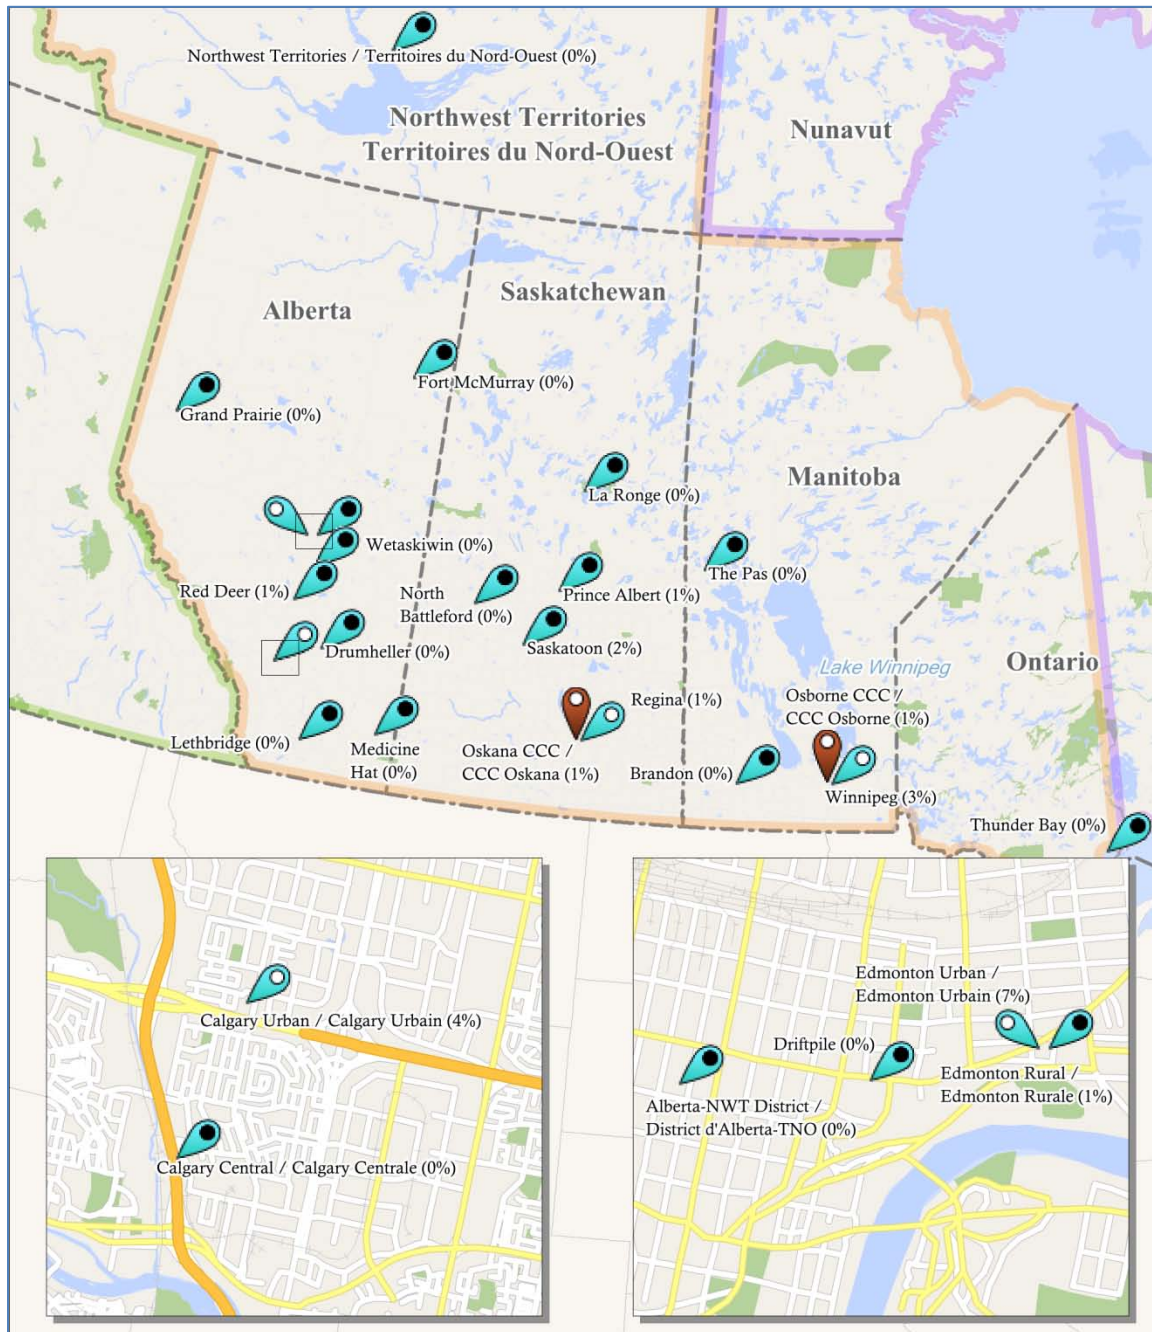 Northwest Territories / Territoires du Nord-Ouest (0%)
Northwest Territories
Territoires du Nord-Ouest
Nunavut
Saskatchewan
Alberta
Fort McMurray (0%)
Grand Prairie (0%)
Manitoba
La Ronge (0%)
Wetaskiwin (0%)
The Pas (0%)
Red Deer (1%)
North
Battleford (0%)
Prince Albert (1%)
Drumheller (0%)
Saskatoon (2%)
Lake Winnipeg
Ontario
Regina (1%)
Osborne CCC /
CCC Osborne (1%)
Lethbridge (0%)
Medicine
Hat (0%)
Oskana CCC /
CCC Oskana (1%)
Brandon (0%)
Winnipeg (3%)
Thunder Bay (0%)
Calgary Urban / Calgary Urbain (4%)
Calgary Central / Calgary Centrale (0%)
Edmonton Urban /
Edmonton Urbain (7%)
Driftpile (0%)
Edmonton Rural /
Edmonton Rurale (1%)
Alberta-NWT District /
District d'Alberta-TNO (0%)